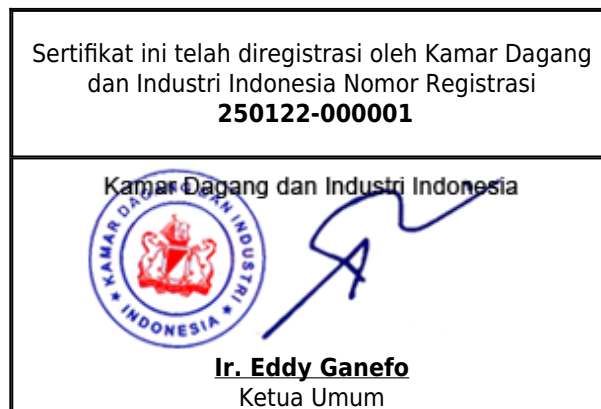 Sertifikat ini telah diregistrasi oleh Kamar Dagang
dan Industri Indonesia Nomor Registrasi
250122-000001
Kamar Dagang dan Industri Indonesia
KAMAR DAGANG DAN INDUSTRI
INDONESIA
Ir. Eddy Ganefo
Ketua Umum